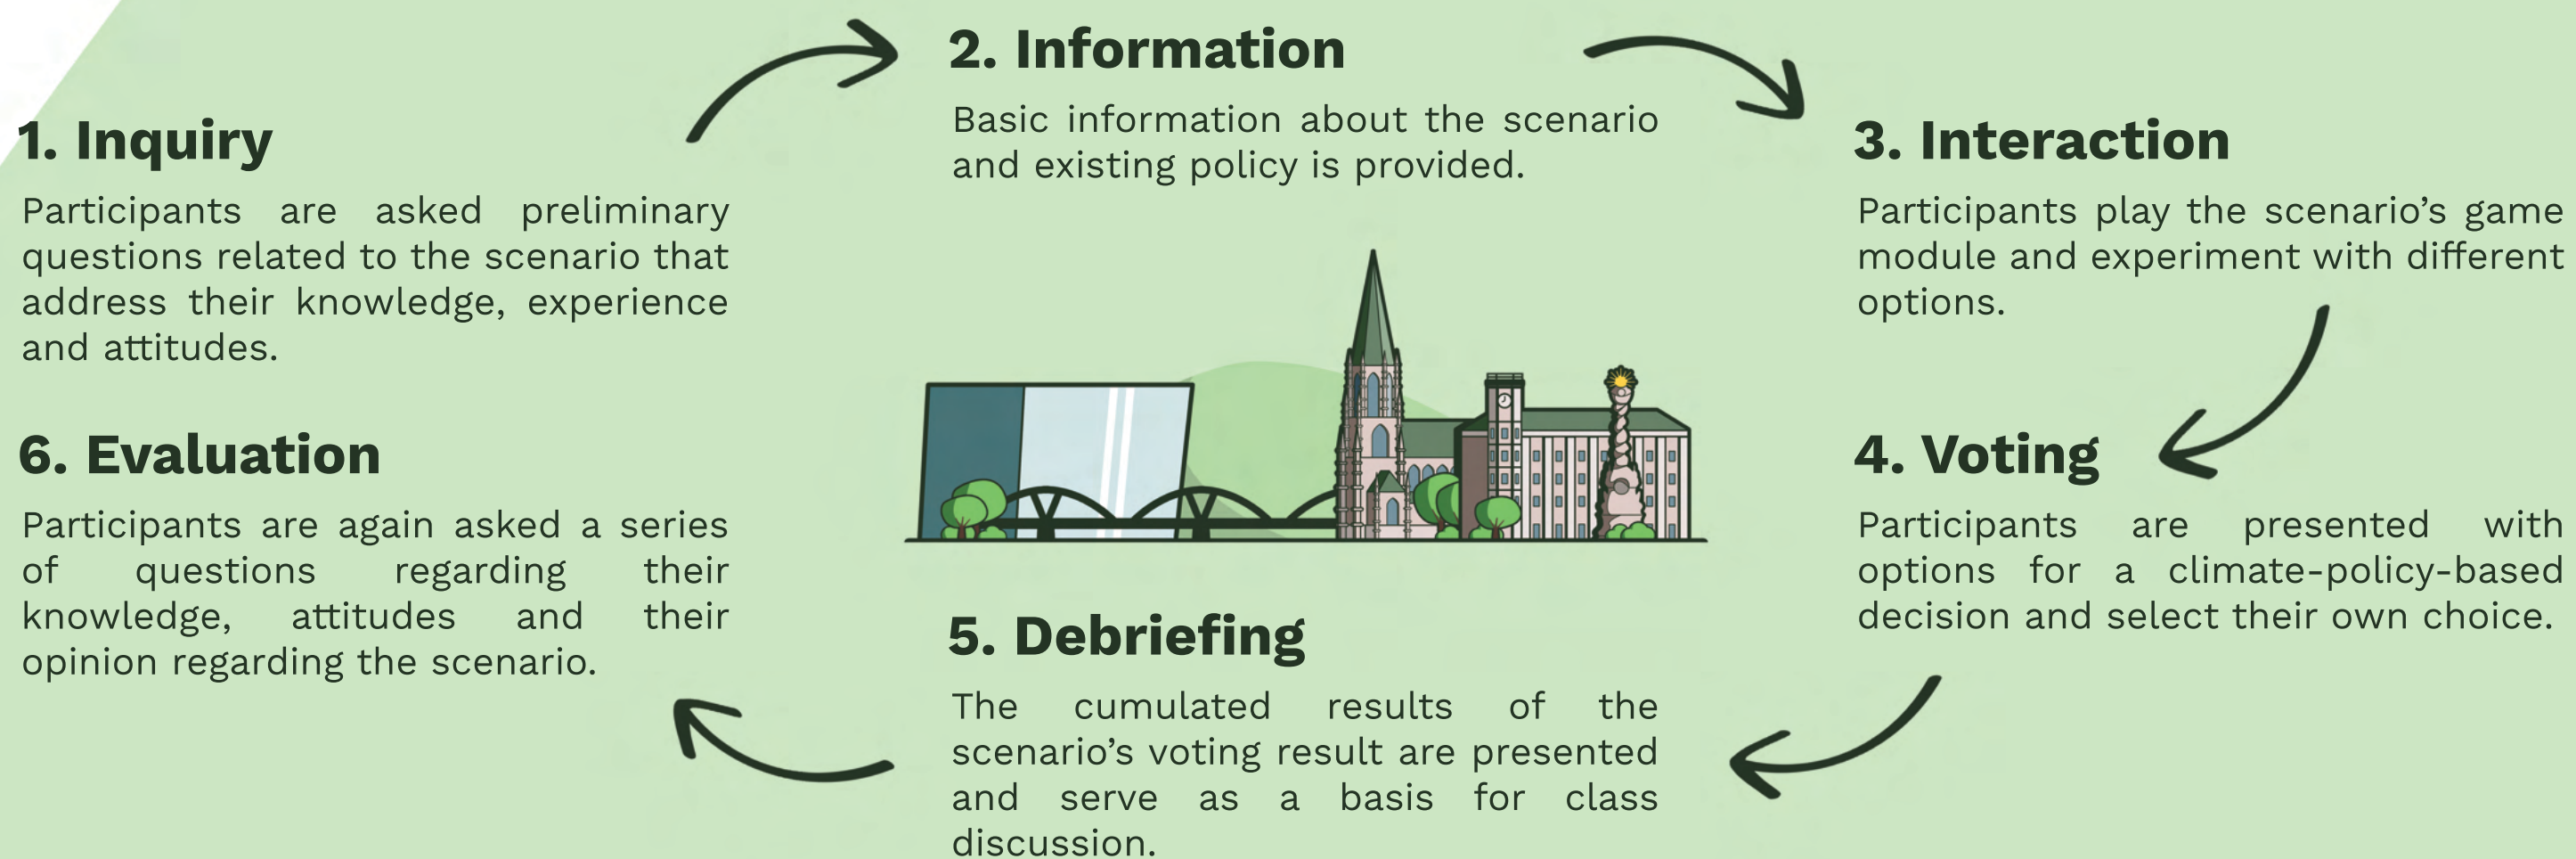 1. Inquiry
Participants are asked preliminary
questions related to the scenario that
address their knowledge, experience
and attitudes.
2. Information
Basic information about the scenario
and existing policy is provided.
3. Interaction
Participants play the scenario’s game
module and experiment with different
options.
4. Voting
Participants are presented with
options for a climate-policy-based
decision and select their own choice.
5. Debriefing
The cumulated results of the
scenario’s voting result are presented
and serve as a basis for class
discussion.
6. Evaluation
Participants are again asked a series
of questions regarding their
knowledge, attitudes and their
opinion regarding the scenario.